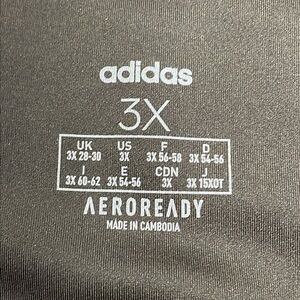 adidas
3X
UK US F D
3X 28-30 3X 3X 56-58 3X 54-56
I E CDN J
3X 60-62 3X 54-56 3X 3X 15XOT
AEROREADY
MADE IN CAMBODIA